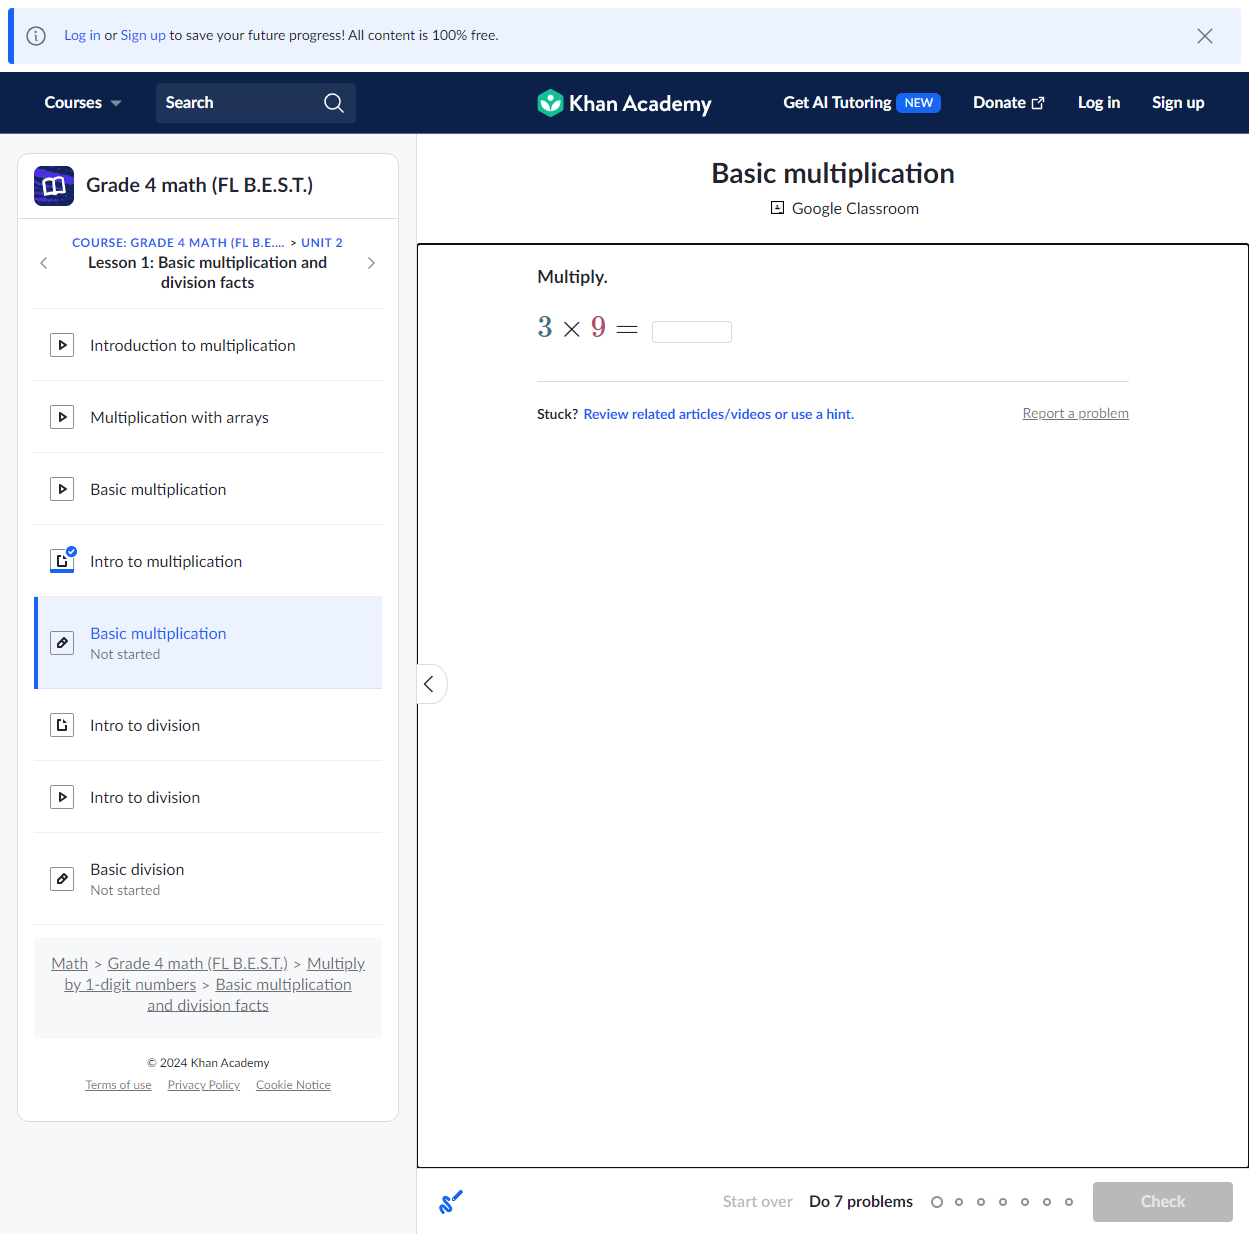 Log in or Sign up to save your future progress! All content is 100% free.
Courses
Search
Khan Academy
Get AI Tutoring NEW
Donate
Log in
Sign up
Grade 4 math (FL B.E.S.T.)
COURSE: GRADE 4 MATH (FL B.E.... > UNIT 2
Lesson 1: Basic multiplication and
division facts
Introduction to multiplication
Multiplication with arrays
Basic multiplication
Intro to multiplication
Basic multiplication
Not started
Intro to division
Intro to division
Basic division
Not started
Math > Grade 4 math (FL B.E.S.T.) > Multiply
by 1-digit numbers > Basic multiplication
and division facts
© 2024 Khan Academy
Terms of use Privacy Policy Cookie Notice
Basic multiplication
Google Classroom
Multiply.
3 × 9 =
Stuck? Review related articles/videos or use a hint.
Report a problem
Start over
Do 7 problems
Check